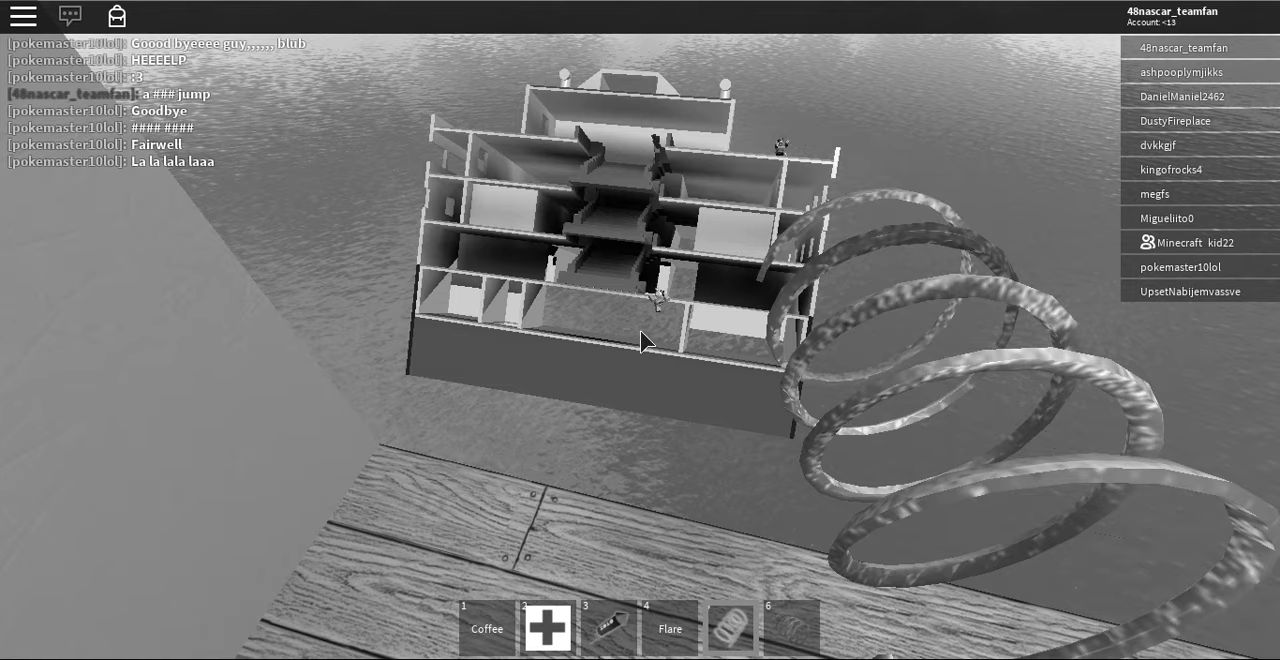 48nascar_teamfan
Account: <13
[pokemaster10lol]: Goood byeeee guy,,,,,, blub
[pokemaster10lol]: HEEEELP
[pokemaster10lol]: :3
[48nascar_teamfan]: a ### jump
[pokemaster10lol]: Goodbye
[pokemaster10lol]: #### ####
[pokemaster10lol]: Fairwell
[pokemaster10lol]: La la lala laaa
48nascar_teamfan
ashpooplymjikks
DanielManiel2462
DustyFireplace
dvkkgjf
kingofrocks4
megfs
Migueliito0
Minecraft_kid22
pokemaster10lol
UpsetNabijemvassve
1
Coffee
2
3
4
Flare
6